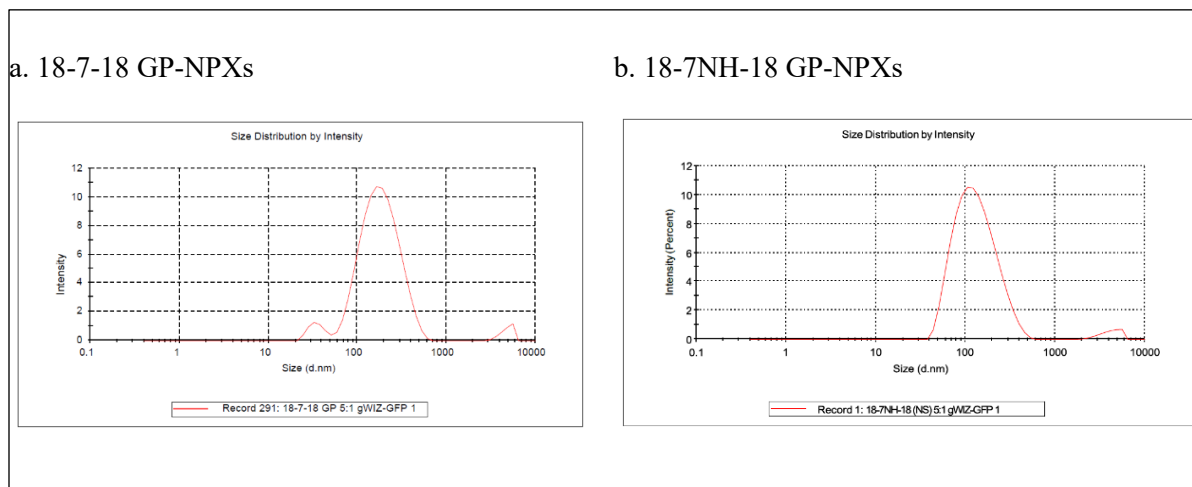 a. 18-7-18 GP-NPXs
b. 18-7NH-18 GP-NPXs
Size Distribution by Intensity
Intensity
12
10
8
6
4
2
0
0.1 1 10 100 1000 10000
Size (d.nm)
Record 291: 18-7-18 GP 5:1 gWIZ-GFP 1
Size Distribution by Intensity
Intensity (Percent)
12
10
8
6
4
2
0
0.1 1 10 100 1000 10000
Size (d.nm)
Record 1: 18-7NH-18 (NS) 5:1 gWIZ-GFP 1